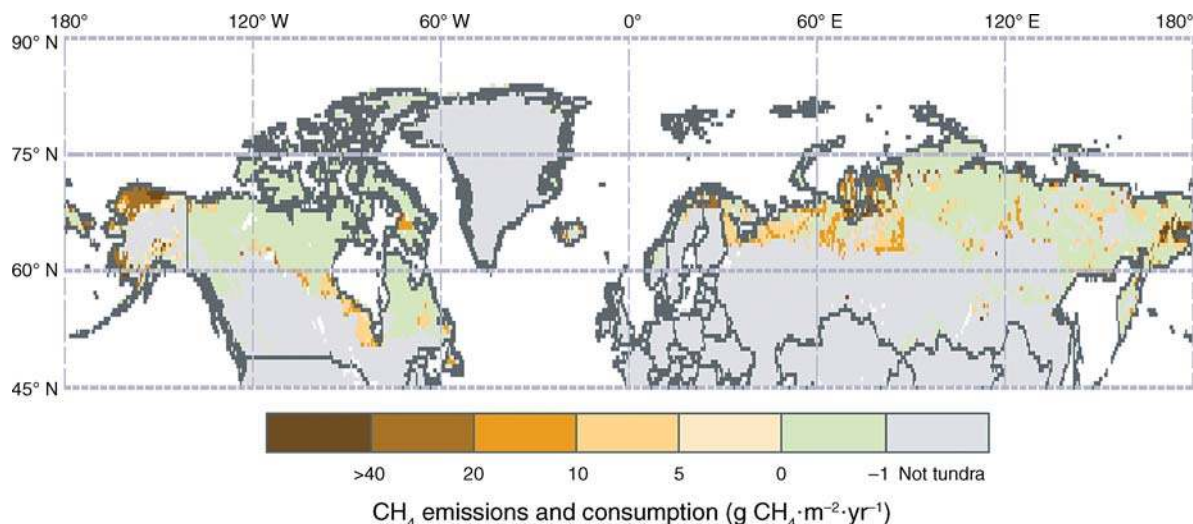 180° 120° W 60° W 0° 60° E 120° E 180°
90° N
75° N
60° N
45° N
>40 20 10 5 0 –1 Not tundra
CH₄ emissions and consumption (g CH₄·m⁻²·yr⁻¹)